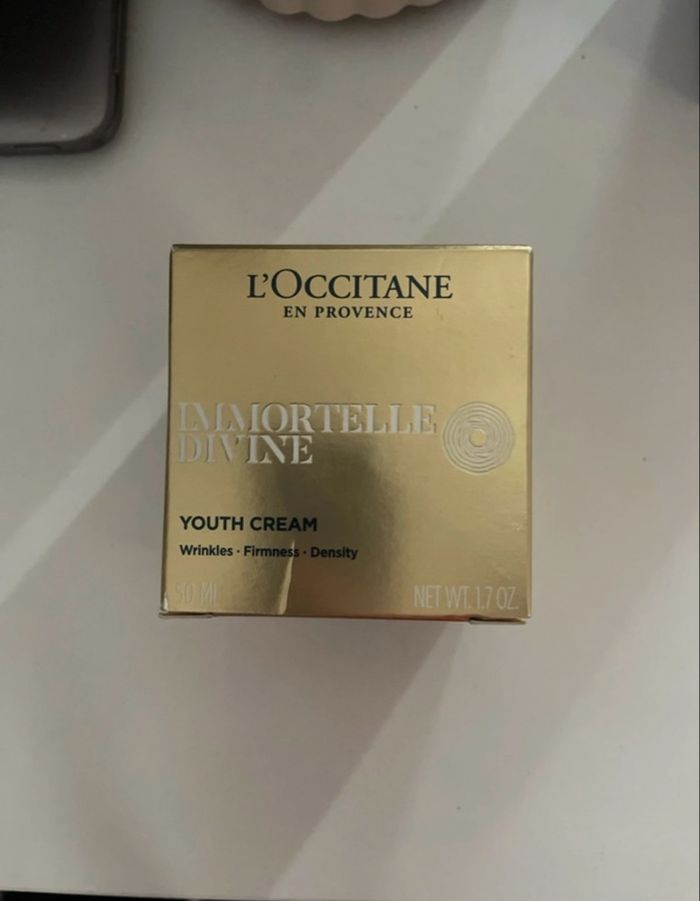 L'OCCITANE
EN PROVENCE
IMMORTELLE
DIVINE
YOUTH CREAM
Wrinkles · Firmness · Density
50 ML NET WT. 1.7 OZ.